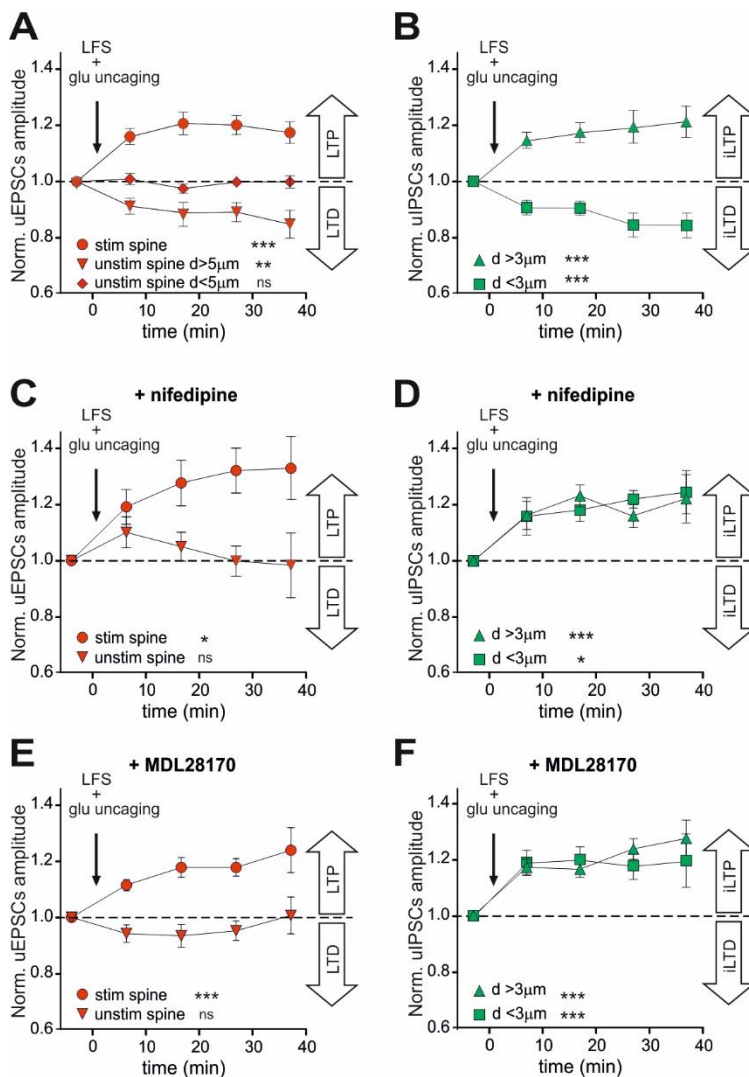 A
LFS
+
glu uncaging
Norm. uEPSCs amplitude
1.4
1.2
1.0
0.8
0.6
LTP
LTD
stim spine ***
unstim spine d>5μm **
unstim spine d<5μm ns
0 10 20 30 40
time (min)
B
LFS
+
glu uncaging
Norm. uIPSCs amplitude
1.4
1.2
1.0
0.8
0.6
iLTP
iLTD
d >3μm ***
d <3μm ***
0 10 20 30 40
time (min)
C
+ nifedipine
LFS
+
glu uncaging
Norm. uEPSCs amplitude
1.4
1.2
1.0
0.8
0.6
LTP
LTD
stim spine *
unstim spine ns
0 10 20 30 40
time (min)
D
+ nifedipine
LFS
+
glu uncaging
Norm. uIPSCs amplitude
1.4
1.2
1.0
0.8
0.6
iLTP
iLTD
d >3μm ***
d <3μm *
0 10 20 30 40
time (min)
E
+ MDL28170
LFS
+
glu uncaging
Norm. uEPSCs amplitude
1.4
1.2
1.0
0.8
0.6
LTP
LTD
stim spine ***
unstim spine ns
0 10 20 30 40
time (min)
F
+ MDL28170
LFS
+
glu uncaging
Norm. uIPSCs amplitude
1.4
1.2
1.0
0.8
0.6
iLTP
iLTD
d >3μm ***
d <3μm ***
0 10 20 30 40
time (min)